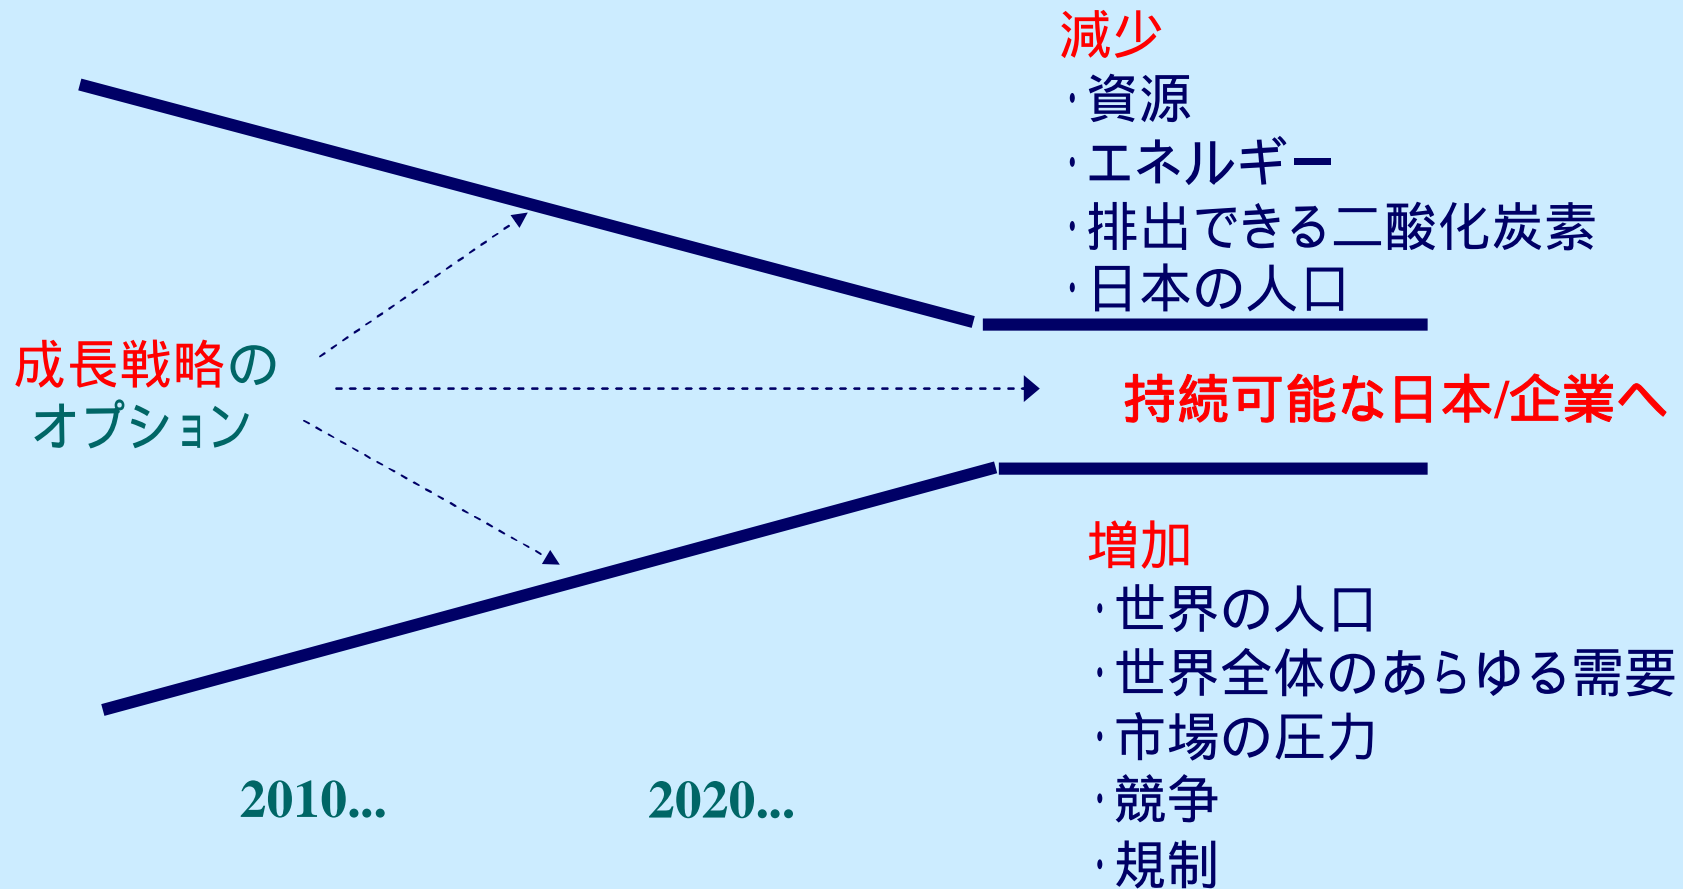 減少
・資源
・エネルギー
・排出できる二酸化炭素
・日本の人口
成長戦略の
オプション
持続可能な日本/企業へ
増加
・世界の人口
・世界全体のあらゆる需要
・市場の圧力
・競争
・規制
2010...
2020...